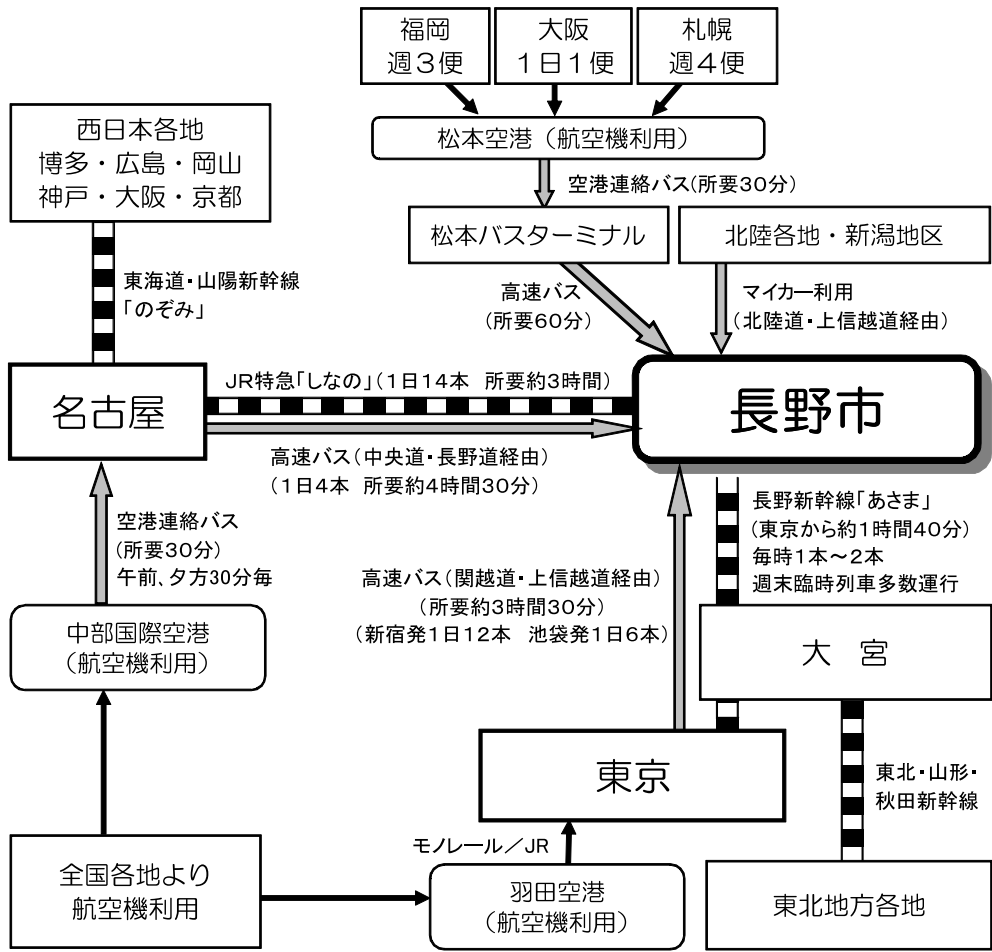 福岡
週3便
大阪
1日1便
札幌
週4便
松本空港（航空機利用）
空港連絡バス(所要30分)
西日本各地
博多・広島・岡山
神戸・大阪・京都
松本バスターミナル
北陸各地・新潟地区
東海道・山陽新幹線
「のぞみ」
高速バス
(所要60分)
マイカー利用
(北陸道・上信越道経由)
名古屋
JR特急「しなの」(1日14本 所要約3時間)
長野市
高速バス(中央道・長野道経由)
(1日4本 所要約4時間30分)
空港連絡バス
(所要30分)
午前、夕方30分毎
長野新幹線「あさま」
(東京から約1時間40分)
毎時1本～2本
週末臨時列車多数運行
高速バス(関越道・上信越道経由)
(所要約3時間30分)
(新宿発1日12本 池袋発1日6本)
中部国際空港
（航空機利用）
大 宮
東京
東北・山形・
秋田新幹線
モノレール／JR
全国各地より
航空機利用
羽田空港
（航空機利用）
東北地方各地